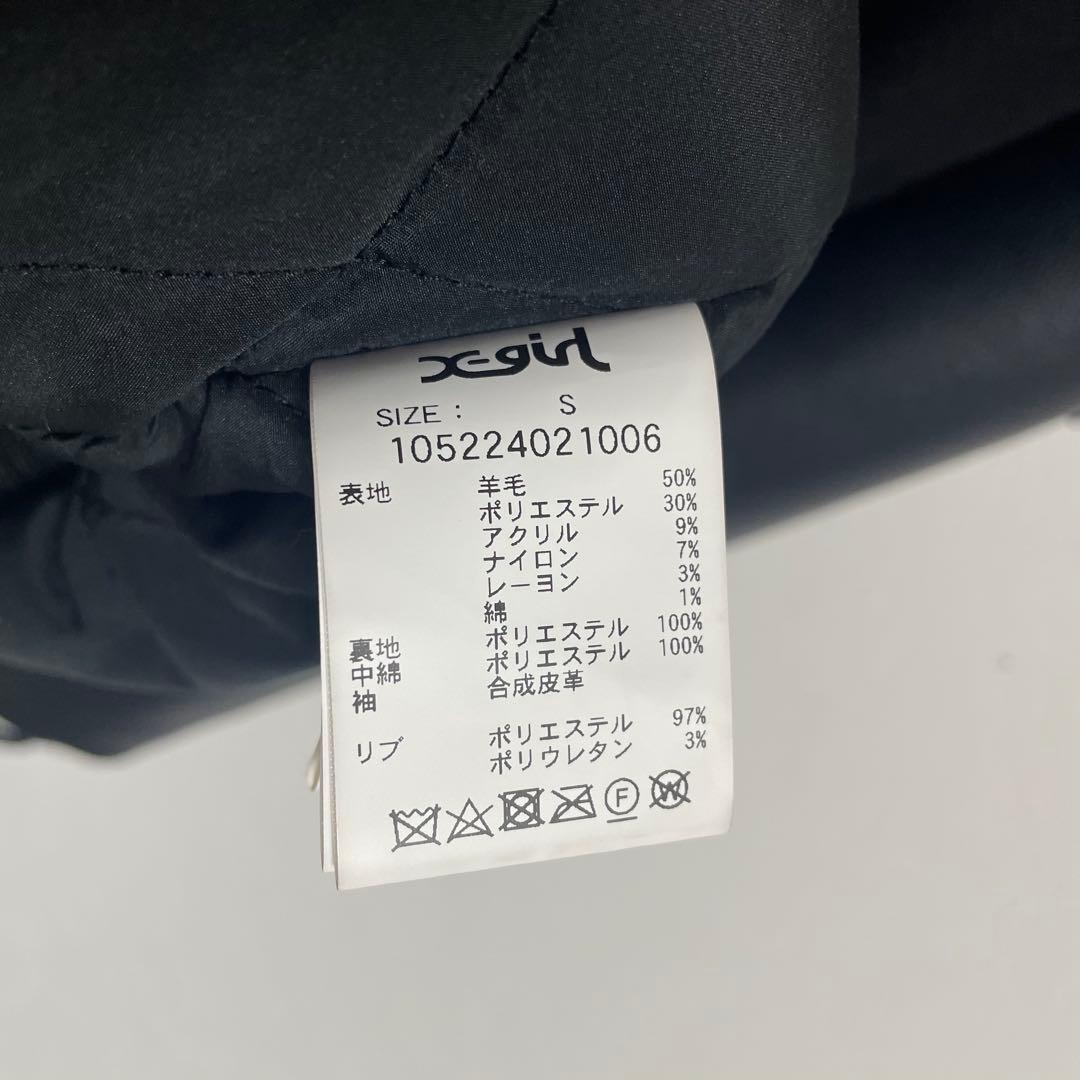 X-girl
SIZE : S
105224021006
表地 羊毛 50%
ポリエステル 30%
アクリル 9%
ナイロン 7%
レーヨン 3%
綿 1%
裏地 ポリエステル 100%
中綿 ポリエステル 100%
袖 合成皮革
リブ ポリエステル 97%
ポリウレタン 3%
F W